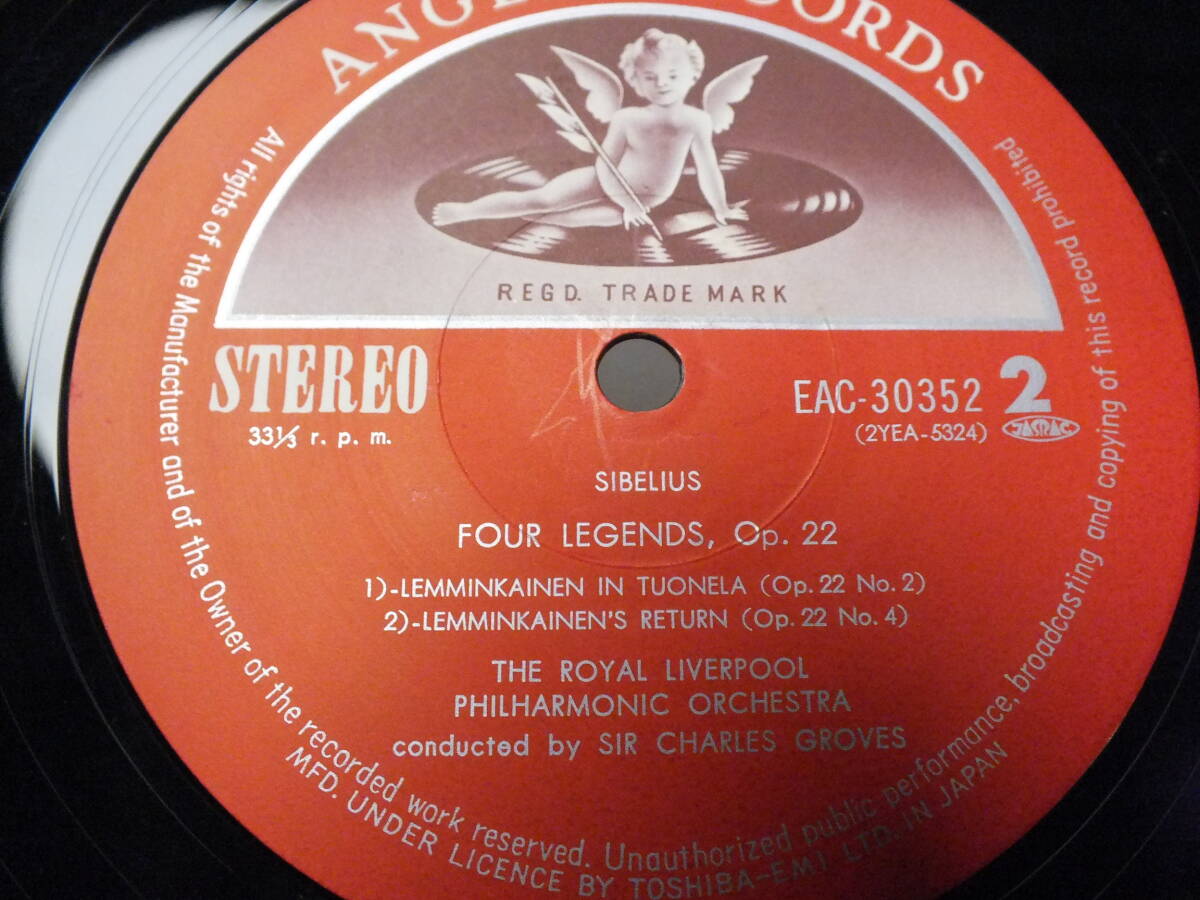 ANGEL RECORDS
REGD. TRADE MARK
STEREO
33 1/3 r. p. m.
EAC-30352 2
(2YEA-5324) JASRAC
SIBELIUS
FOUR LEGENDS, Op. 22
1)-LEMMINKAINEN IN TUONELA (Op. 22 No. 2)
2)-LEMMINKAINEN'S RETURN (Op. 22 No. 4)
THE ROYAL LIVERPOOL
PHILHARMONIC ORCHESTRA
conducted by SIR CHARLES GROVES
All rights of the Manufacturer and of the Owner of the recorded work reserved. Unauthorized public performance, broadcasting and copying of this record prohibited
MFD. UNDER LICENCE BY TOSHIBA-EMI LTD. IN JAPAN